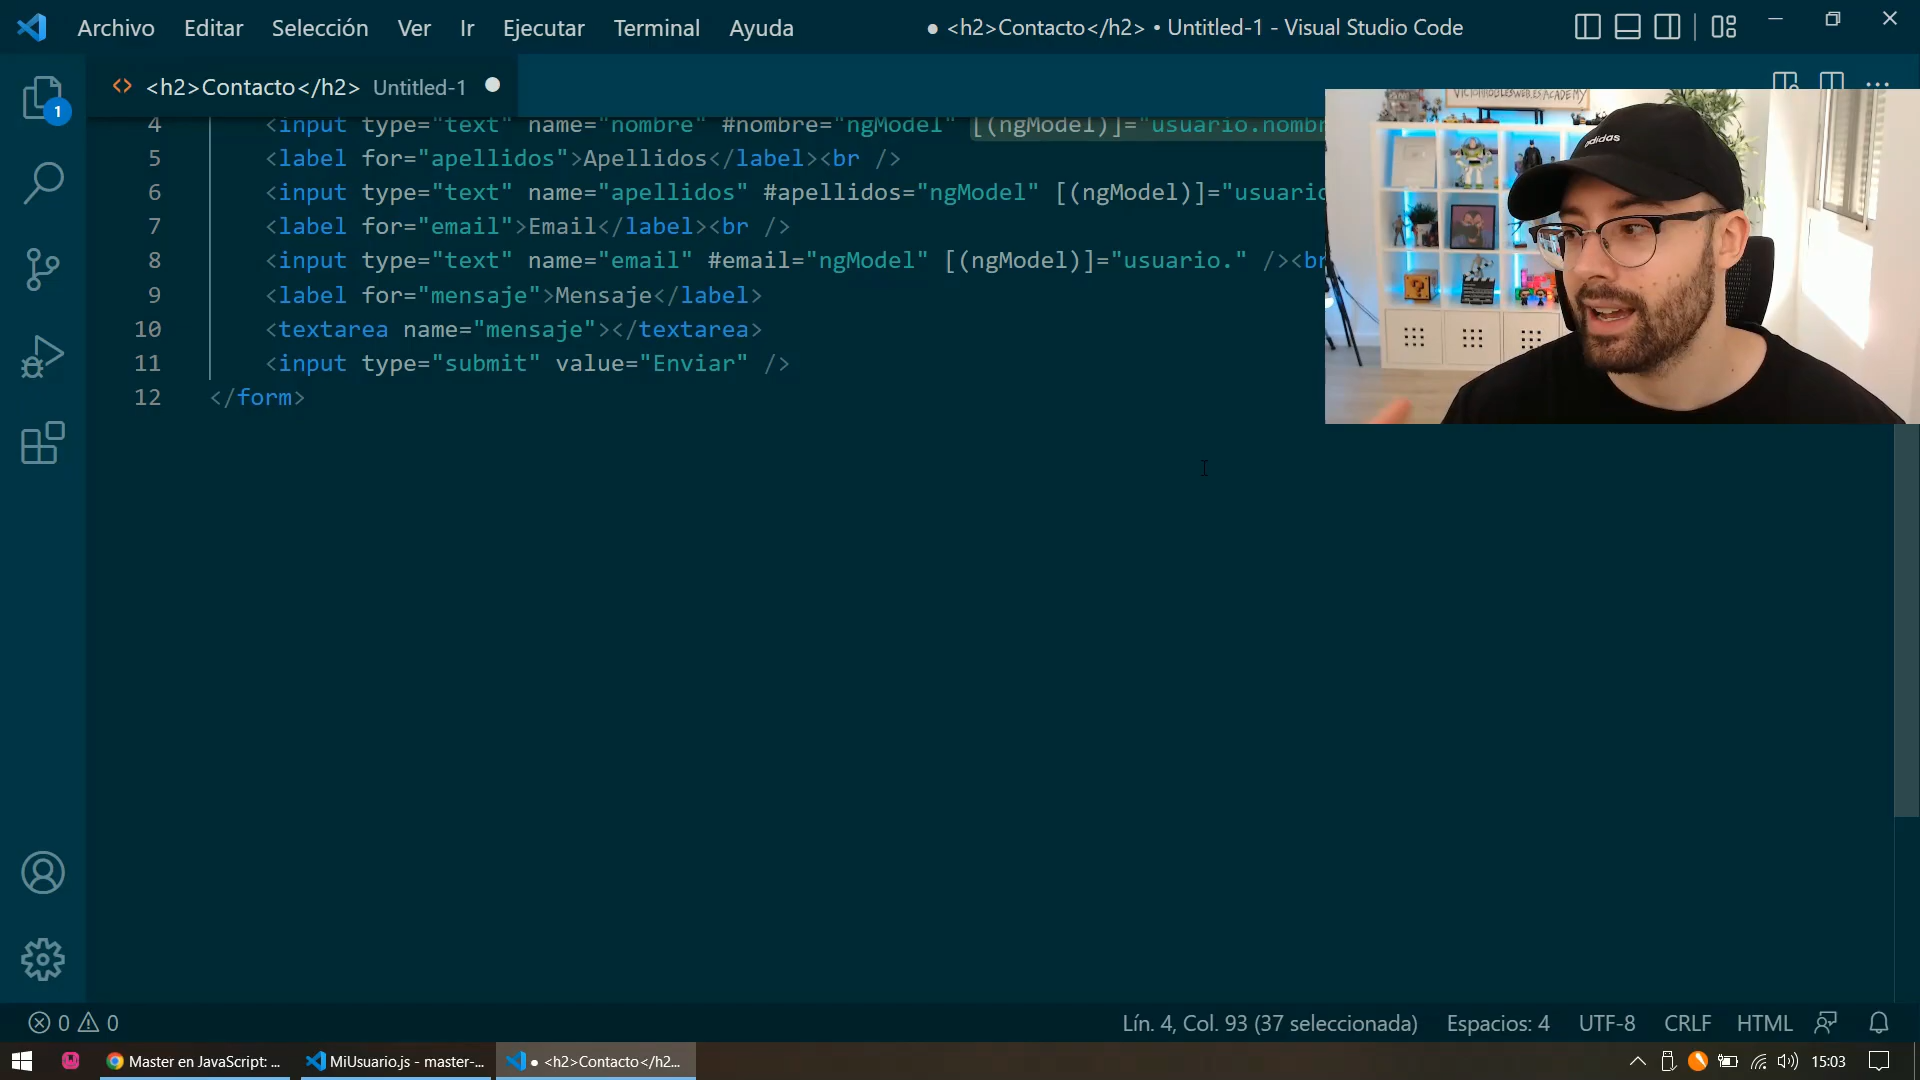 Archivo Editar Selección Ver Ir Ejecutar Terminal Ayuda
● <h2>Contacto</h2> • Untitled-1 - Visual Studio Code
<h2>Contacto</h2> Untitled-1
1
VICTORROBLESWEB.ES/ACADEMY
adidas
4 <input type="text" name="nombre" #nombre="ngModel" [(ngModel)]="usuario.nombr
5 <label for="apellidos">Apellidos</label><br />
6 <input type="text" name="apellidos" #apellidos="ngModel" [(ngModel)]="usuario
7 <label for="email">Email</label><br />
8 <input type="text" name="email" #email="ngModel" [(ngModel)]="usuario." /><br
9 <label for="mensaje">Mensaje</label>
10 <textarea name="mensaje"></textarea>
11 <input type="submit" value="Enviar" />
12 </form>
0 0
Lín. 4, Col. 93 (37 seleccionada) Espacios: 4 UTF-8 CRLF HTML
Master en JavaScript: ... MiUsuario.js - master-... ● <h2>Contacto</h2... 15:03